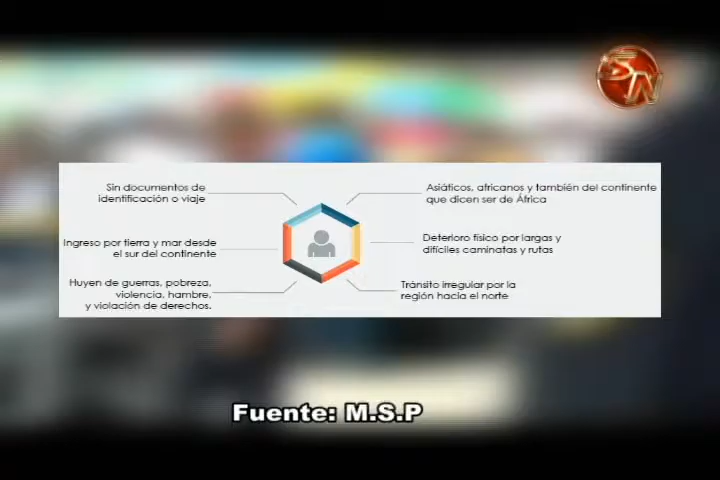 SN
Sin documentos de
identificación o viaje
Asiáticos, africanos y también del continente
que dicen ser de África
Ingreso por tierra y mar desde
el sur del continente
Deterioro físico por largas y
difíciles caminatas y rutas
Huyen de guerras, pobreza,
violencia, hambre,
y violación de derechos.
Tránsito irregular por la
región hacia el norte
Fuente: M.S.P